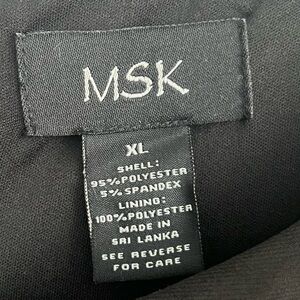 MSK
XL
SHELL:
95%POLYESTER
5%SPANDEX
LINING:
100%POLYESTER
MADE IN
SRI LANKA
SEE REVERSE
FOR CARE